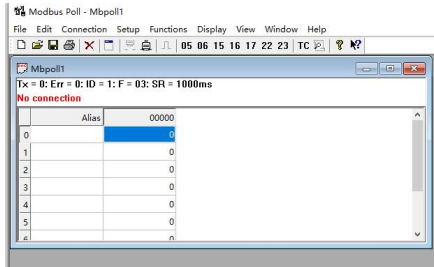 Modbus Poll - Mbpoll1
File Edit Connection Setup Functions Display View Window Help
05 06 15 16 17 22 23 TC
Mbpoll1
Tx = 0: Err = 0: ID = 1: F = 03: SR = 1000ms
No connection
Alias 00000
0 0
1 0
2 0
3 0
4 0
5 0
6 0